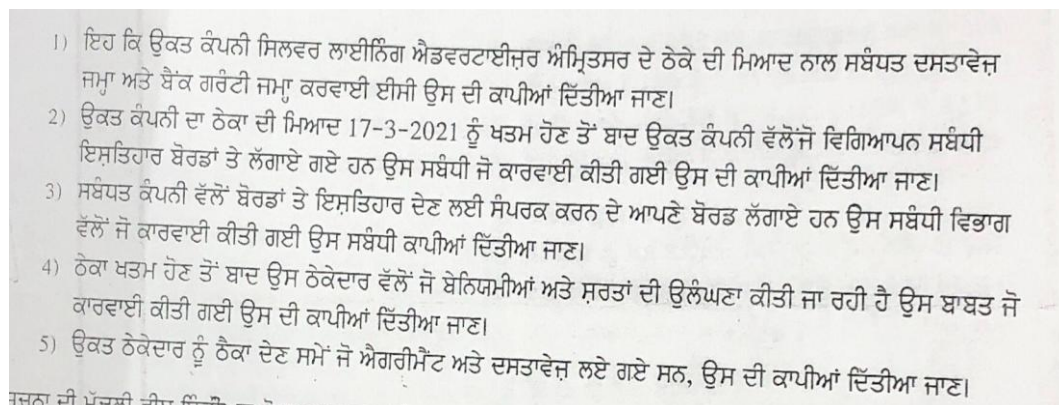 1) ਇਹ ਕਿ ਉਕਤ ਕੰਪਨੀ ਸਿਲਵਰ ਲਾਈਨਿੰਗ ਐਡਵਰਟਾਈਜ਼ਰ ਅੰਮ੍ਰਿਤਸਰ ਦੇ ਠੇਕੇ ਦੀ ਮਿਆਦ ਨਾਲ ਸਬੰਧਤ ਦਸਤਾਵੇਜ਼
ਜਮ੍ਹਾ ਅਤੇ ਬੈਂਕ ਗਰੰਟੀ ਜਮ੍ਹਾ ਕਰਵਾਈ ਈਸੀ ਉਸ ਦੀ ਕਾਪੀਆਂ ਦਿੱਤੀਆ ਜਾਣ।
2) ਉਕਤ ਕੰਪਨੀ ਦਾ ਠੇਕਾ ਦੀ ਮਿਆਦ 17-3-2021 ਨੂੰ ਖਤਮ ਹੋਣ ਤੋਂ ਬਾਦ ਉਕਤ ਕੰਪਨੀ ਵੱਲੋਂ ਜੋ ਵਿਗਿਆਪਨ ਸਬੰਧੀ
ਇਸ਼ਤਿਹਾਰ ਬੋਰਡਾਂ ਤੇ ਲੱਗਾਏ ਗਏ ਹਨ ਉਸ ਸਬੰਧੀ ਜੋ ਕਾਰਵਾਈ ਕੀਤੀ ਗਈ ਉਸ ਦੀ ਕਾਪੀਆਂ ਦਿੱਤੀਆ ਜਾਣ।
3) ਸਬੰਧਤ ਕੰਪਨੀ ਵੱਲੋਂ ਬੋਰਡਾਂ ਤੇ ਇਸ਼ਤਿਹਾਰ ਦੇਣ ਲਈ ਸੰਪਰਕ ਕਰਨ ਦੇ ਆਪਣੇ ਬੋਰਡ ਲੱਗਾਏ ਹਨ ਉਸ ਸਬੰਧੀ ਵਿਭਾਗ
ਵੱਲੋਂ ਜੋ ਕਾਰਵਾਈ ਕੀਤੀ ਗਈ ਉਸ ਸਬੰਧੀ ਕਾਪੀਆਂ ਦਿੱਤੀਆ ਜਾਣ।
4) ਠੇਕਾ ਖਤਮ ਹੋਣ ਤੋਂ ਬਾਦ ਉਸ ਠੇਕੇਦਾਰ ਵੱਲੋਂ ਜੋ ਬੇਨਿਯਮੀਆਂ ਅਤੇ ਸ਼ਰਤਾਂ ਦੀ ਉਲੰਘਣਾ ਕੀਤੀ ਜਾ ਰਹੀ ਹੈ ਉਸ ਬਾਬਤ ਜੋ
ਕਾਰਵਾਈ ਕੀਤੀ ਗਈ ਉਸ ਦੀ ਕਾਪੀਆਂ ਦਿੱਤੀਆ ਜਾਣ।
5) ਉਕਤ ਠੇਕੇਦਾਰ ਨੂੰ ਠੈਕਾ ਦੇਣ ਸਮੇਂ ਜੋ ਐਗਰੀਮੈਂਟ ਅਤੇ ਦਸਤਾਵੇਜ਼ ਲਏ ਗਏ ਸਨ, ਉਸ ਦੀ ਕਾਪੀਆਂ ਦਿੱਤੀਆ ਜਾਣ।